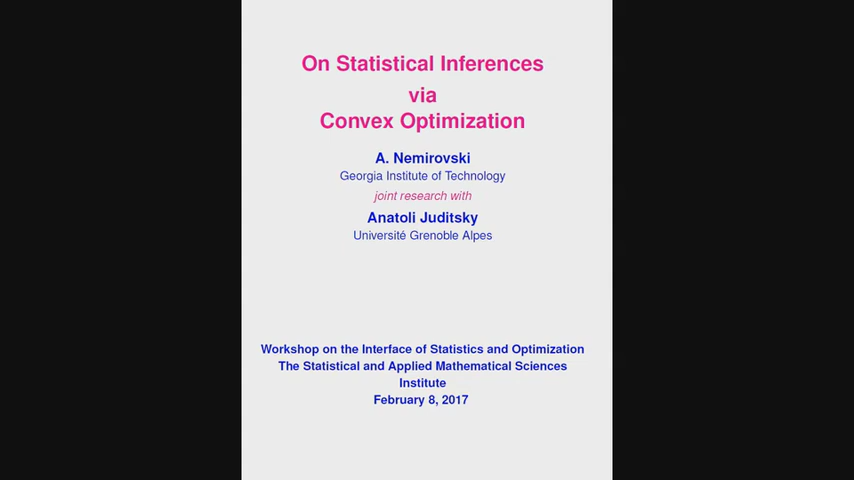 On Statistical Inferences
via
Convex Optimization
A. Nemirovski
Georgia Institute of Technology
joint research with
Anatoli Juditsky
Université Grenoble Alpes
Workshop on the Interface of Statistics and Optimization
The Statistical and Applied Mathematical Sciences
Institute
February 8, 2017